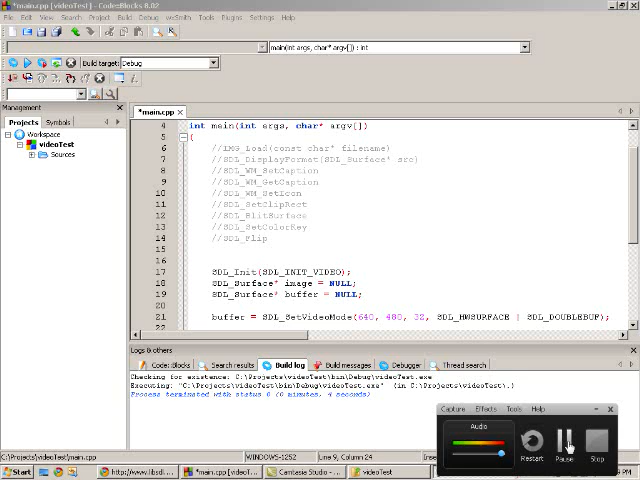 *main.cpp [videoTest] - Code::Blocks 8.02
File Edit View Search Project Build Debug wxSmith Tools Plugins Settings Help
main(int args, char* argv[]) : int
Build target: Debug
Management
*main.cpp
Projects Symbols
Workspace
videoTest
Sources
4 int main(int args, char* argv[])
5 {
6 //IMG_Load(const char* filename)
7 //SDL_DisplayFormat(SDL_Surface* src)
8 //SDL_WM_SetCaption
9 //SDL_WM_GetCaption
10 //SDL_WM_SetIcon
11 //SDL_SetClipRect
12 //SDL_BlitSurface
13 //SDL_SetColorKey
14 //SDL_Flip
15
16
17 SDL_Init(SDL_INIT_VIDEO);
18 SDL_Surface* image = NULL;
19 SDL_Surface* buffer = NULL;
20
21 buffer = SDL_SetVideoMode(640, 480, 32, SDL_HWSURFACE | SDL_DOUBLEBUF);
22
Logs & others
Code::Blocks Search results Build log Build messages Debugger Thread search
Checking for existence: C:\Projects\videoTest\bin\Debug\videoTest.exe
Executing: "C:\Projects\videoTest\bin\Debug\videoTest.exe" (in C:\Projects\videoTest\.)
Process terminated with status 0 (0 minutes, 4 seconds)
Capture Effects Tools Help
Audio
Restart Pause Stop
C:\Projects\videoTest\main.cpp WINDOWS-1252 Line 9, Column 24
Start http://www.libsdl... *main.cpp [videoT... Camtasia Studio - ... videoTest